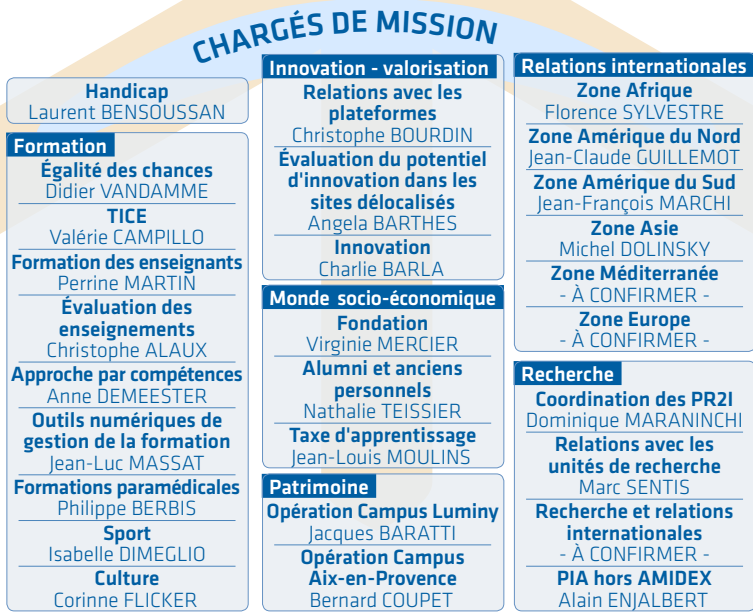 CHARGÉS DE MISSION
Handicap
Laurent BENSOUSSAN
Formation
Égalité des chances
Didier VANDAMME
TICE
Valérie CAMPILLO
Formation des enseignants
Perrine MARTIN
Évaluation des
enseignements
Christophe ALAUX
Approche par compétences
Anne DEMEESTER
Outils numériques de
gestion de la formation
Jean-Luc MASSAT
Formations paramédicales
Philippe BERBIS
Sport
Isabelle DIMEGLIO
Culture
Corinne FLICKER
Innovation - valorisation
Relations avec les
plateformes
Christophe BOURDIN
Évaluation du potentiel
d'innovation dans les
sites délocalisés
Angela BARTHES
Innovation
Charlie BARLA
Monde socio-économique
Fondation
Virginie MERCIER
Alumni et anciens
personnels
Nathalie TEISSIER
Taxe d'apprentissage
Jean-Louis MOULINS
Patrimoine
Opération Campus Luminy
Jacques BARATTI
Opération Campus
Aix-en-Provence
Bernard COUPET
Relations internationales
Zone Afrique
Florence SYLVESTRE
Zone Amérique du Nord
Jean-Claude GUILLEMOT
Zone Amérique du Sud
Jean-François MARCHI
Zone Asie
Michel DOLINSKY
Zone Méditerranée
- À CONFIRMER -
Zone Europe
- À CONFIRMER -
Recherche
Coordination des PR2I
Dominique MARANINCHI
Relations avec les
unités de recherche
Marc SENTIS
Recherche et relations
internationales
- À CONFIRMER -
PIA hors AMIDEX
Alain ENJALBERT